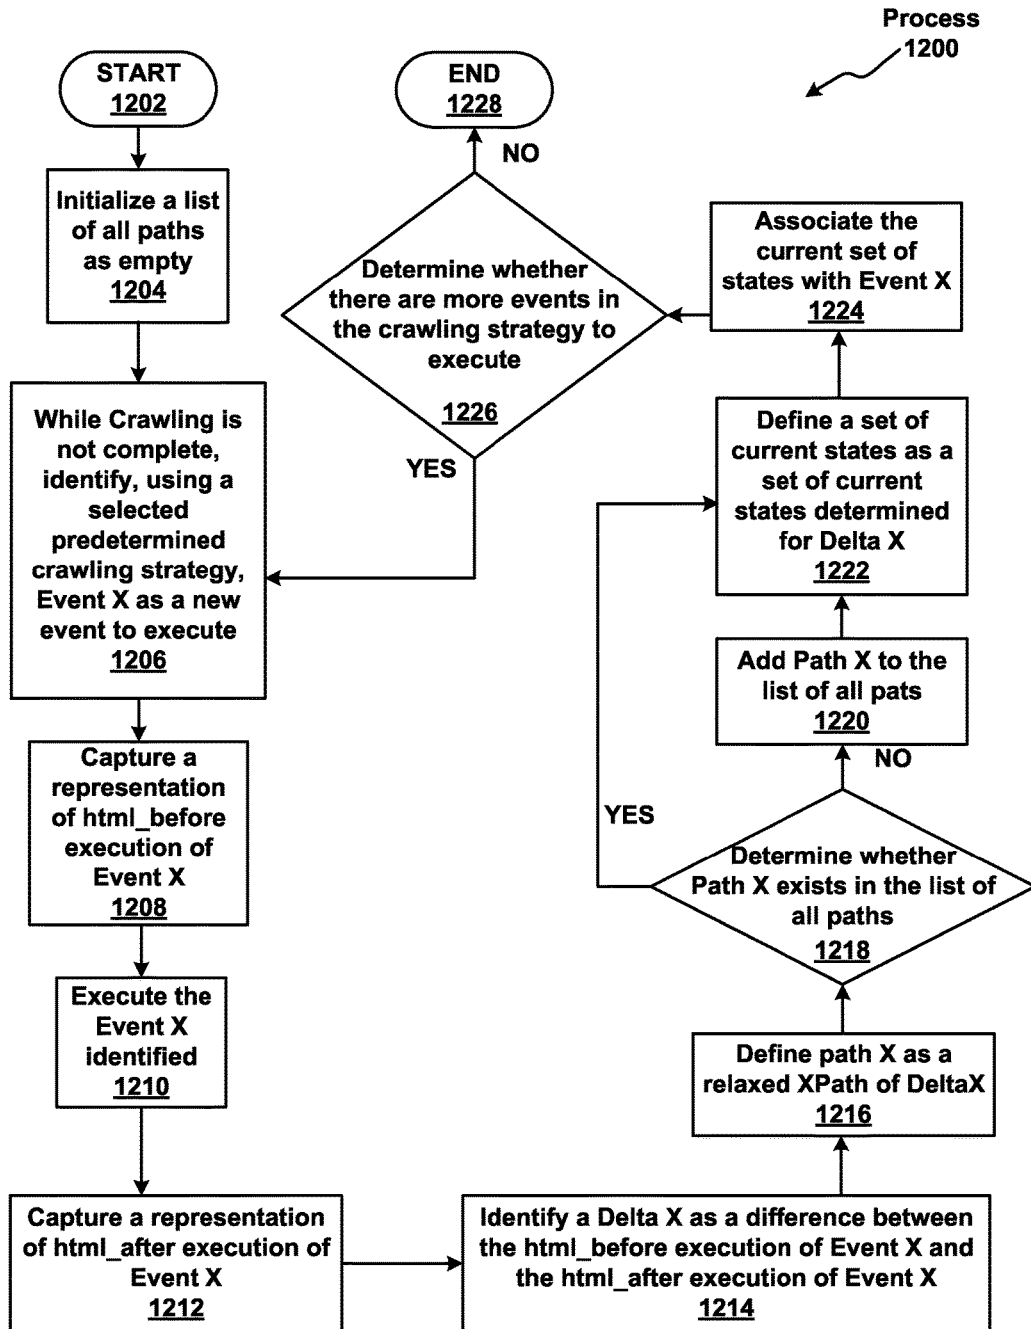 Process
1200
START
1202
Initialize a list
of all paths
as empty
1204
While Crawling is
not complete,
identify, using a
selected
predetermined
crawling strategy,
Event X as a new
event to execute
1206
Capture a
representation
of html_before
execution of
Event X
1208
Execute the
Event X
identified
1210
Capture a representation
of html_after execution of
Event X
1212
Identify a Delta X as a difference between
the html_before execution of Event X and
the html_after execution of Event X
1214
Define path X as a
relaxed XPath of DeltaX
1216
Determine whether
Path X exists in the list of
all paths
1218
YES
NO
Add Path X to the
list of all pats
1220
Define a set of
current states as a
set of current
states determined
for Delta X
1222
Associate the
current set of
states with Event X
1224
Determine whether
there are more events in
the crawling strategy to
execute
1226
YES
NO
END
1228